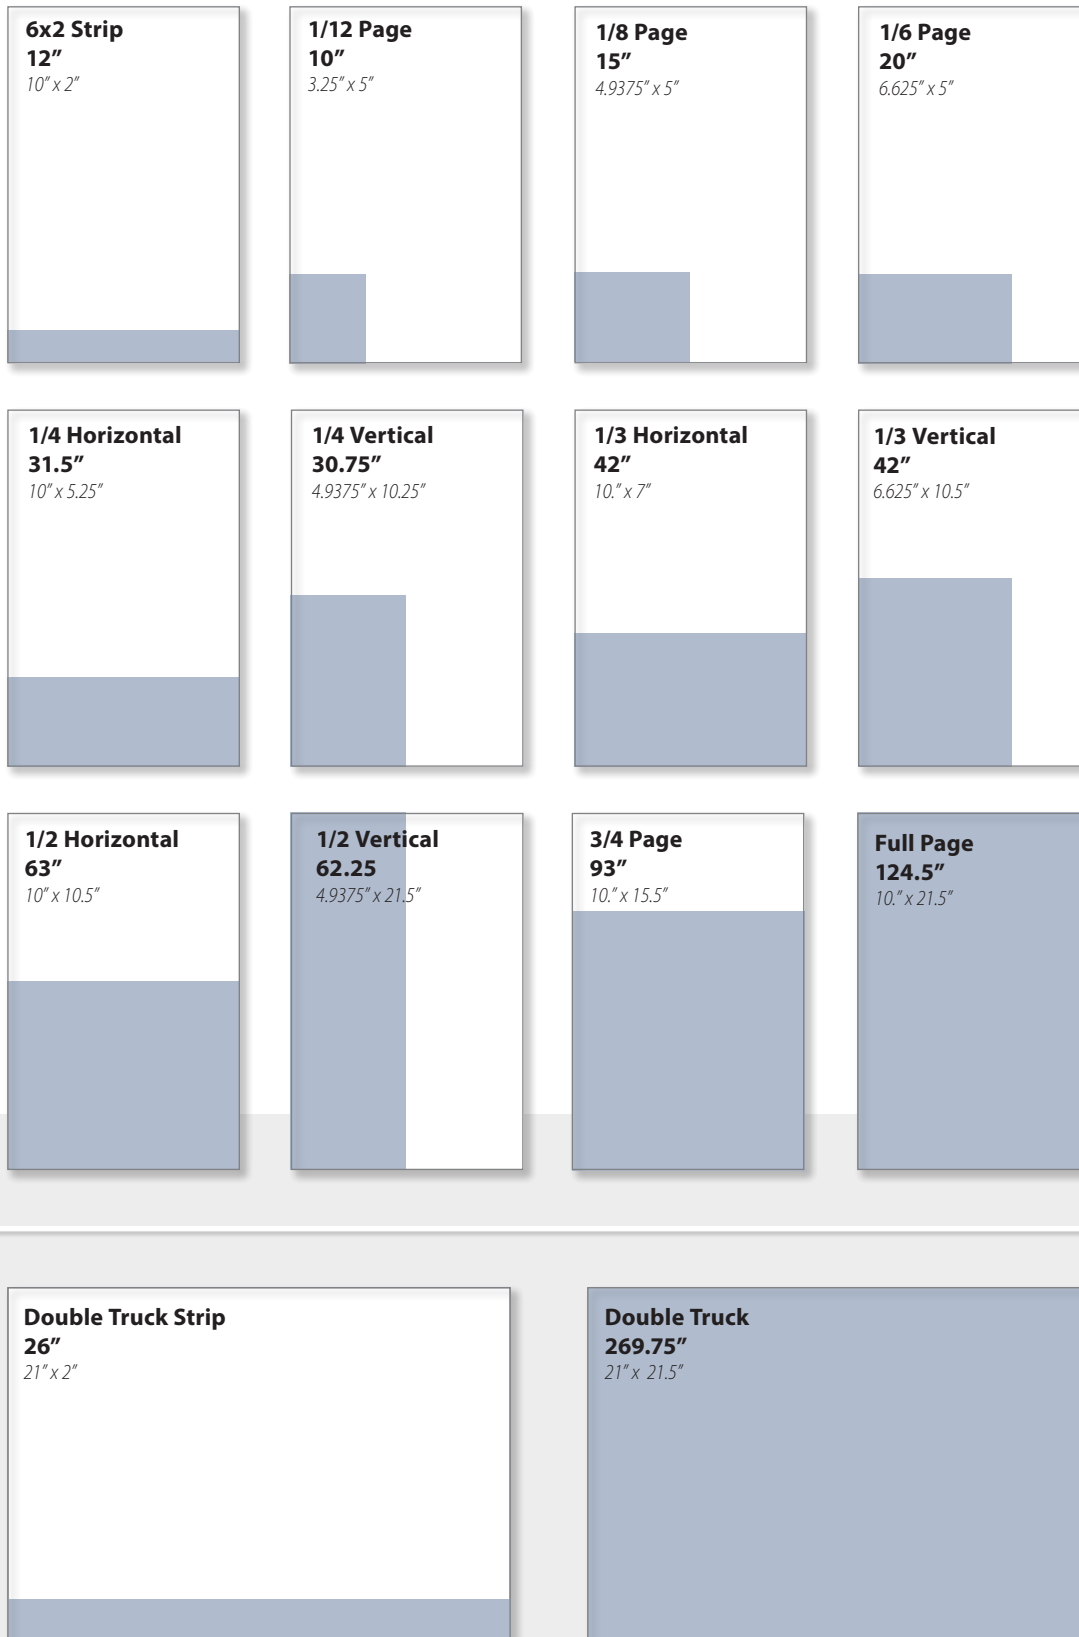 6x2 Strip
12”
10” x 2”
1/12 Page
10”
3.25” x 5”
1/8 Page
15”
4.9375” x 5”
1/6 Page
20”
6.625” x 5”
1/4 Horizontal
31.5”
10” x 5.25”
1/4 Vertical
30.75”
4.9375” x 10.25”
1/3 Horizontal
42”
10.” x 7”
1/3 Vertical
42”
6.625” x 10.5”
1/2 Horizontal
63”
10” x 10.5”
1/2 Vertical
62.25
4.9375” x 21.5”
3/4 Page
93”
10.” x 15.5”
Full Page
124.5”
10.” x 21.5”
Double Truck Strip
26”
21” x 2”
Double Truck
269.75”
21” x  21.5”